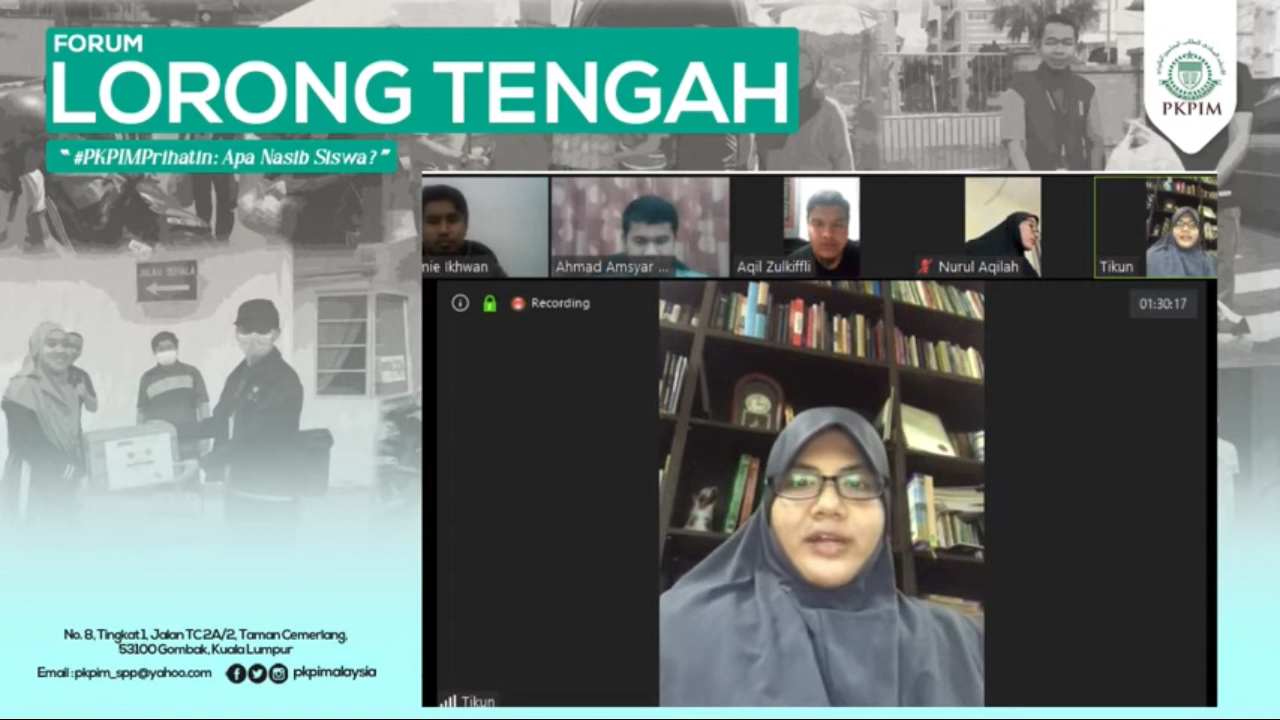 FORUM
LORONG TENGAH
" #PKPIMPrihatin: Apa Nasib Siswa? "
PKPIM
JALAN SEGALA
nie Ikhwan
Ahmad Amsyar ...
Aqil Zulkiffli
Nurul Aqilah
Tikun
Recording
01:30:17
Tikun
No. 8, Tingkat 1, Jalan TC 2A/2, Taman Cemerlang,
53100 Gombak, Kuala Lumpur
Email : pkpim_spp@yahoo.com
pkpimalaysia